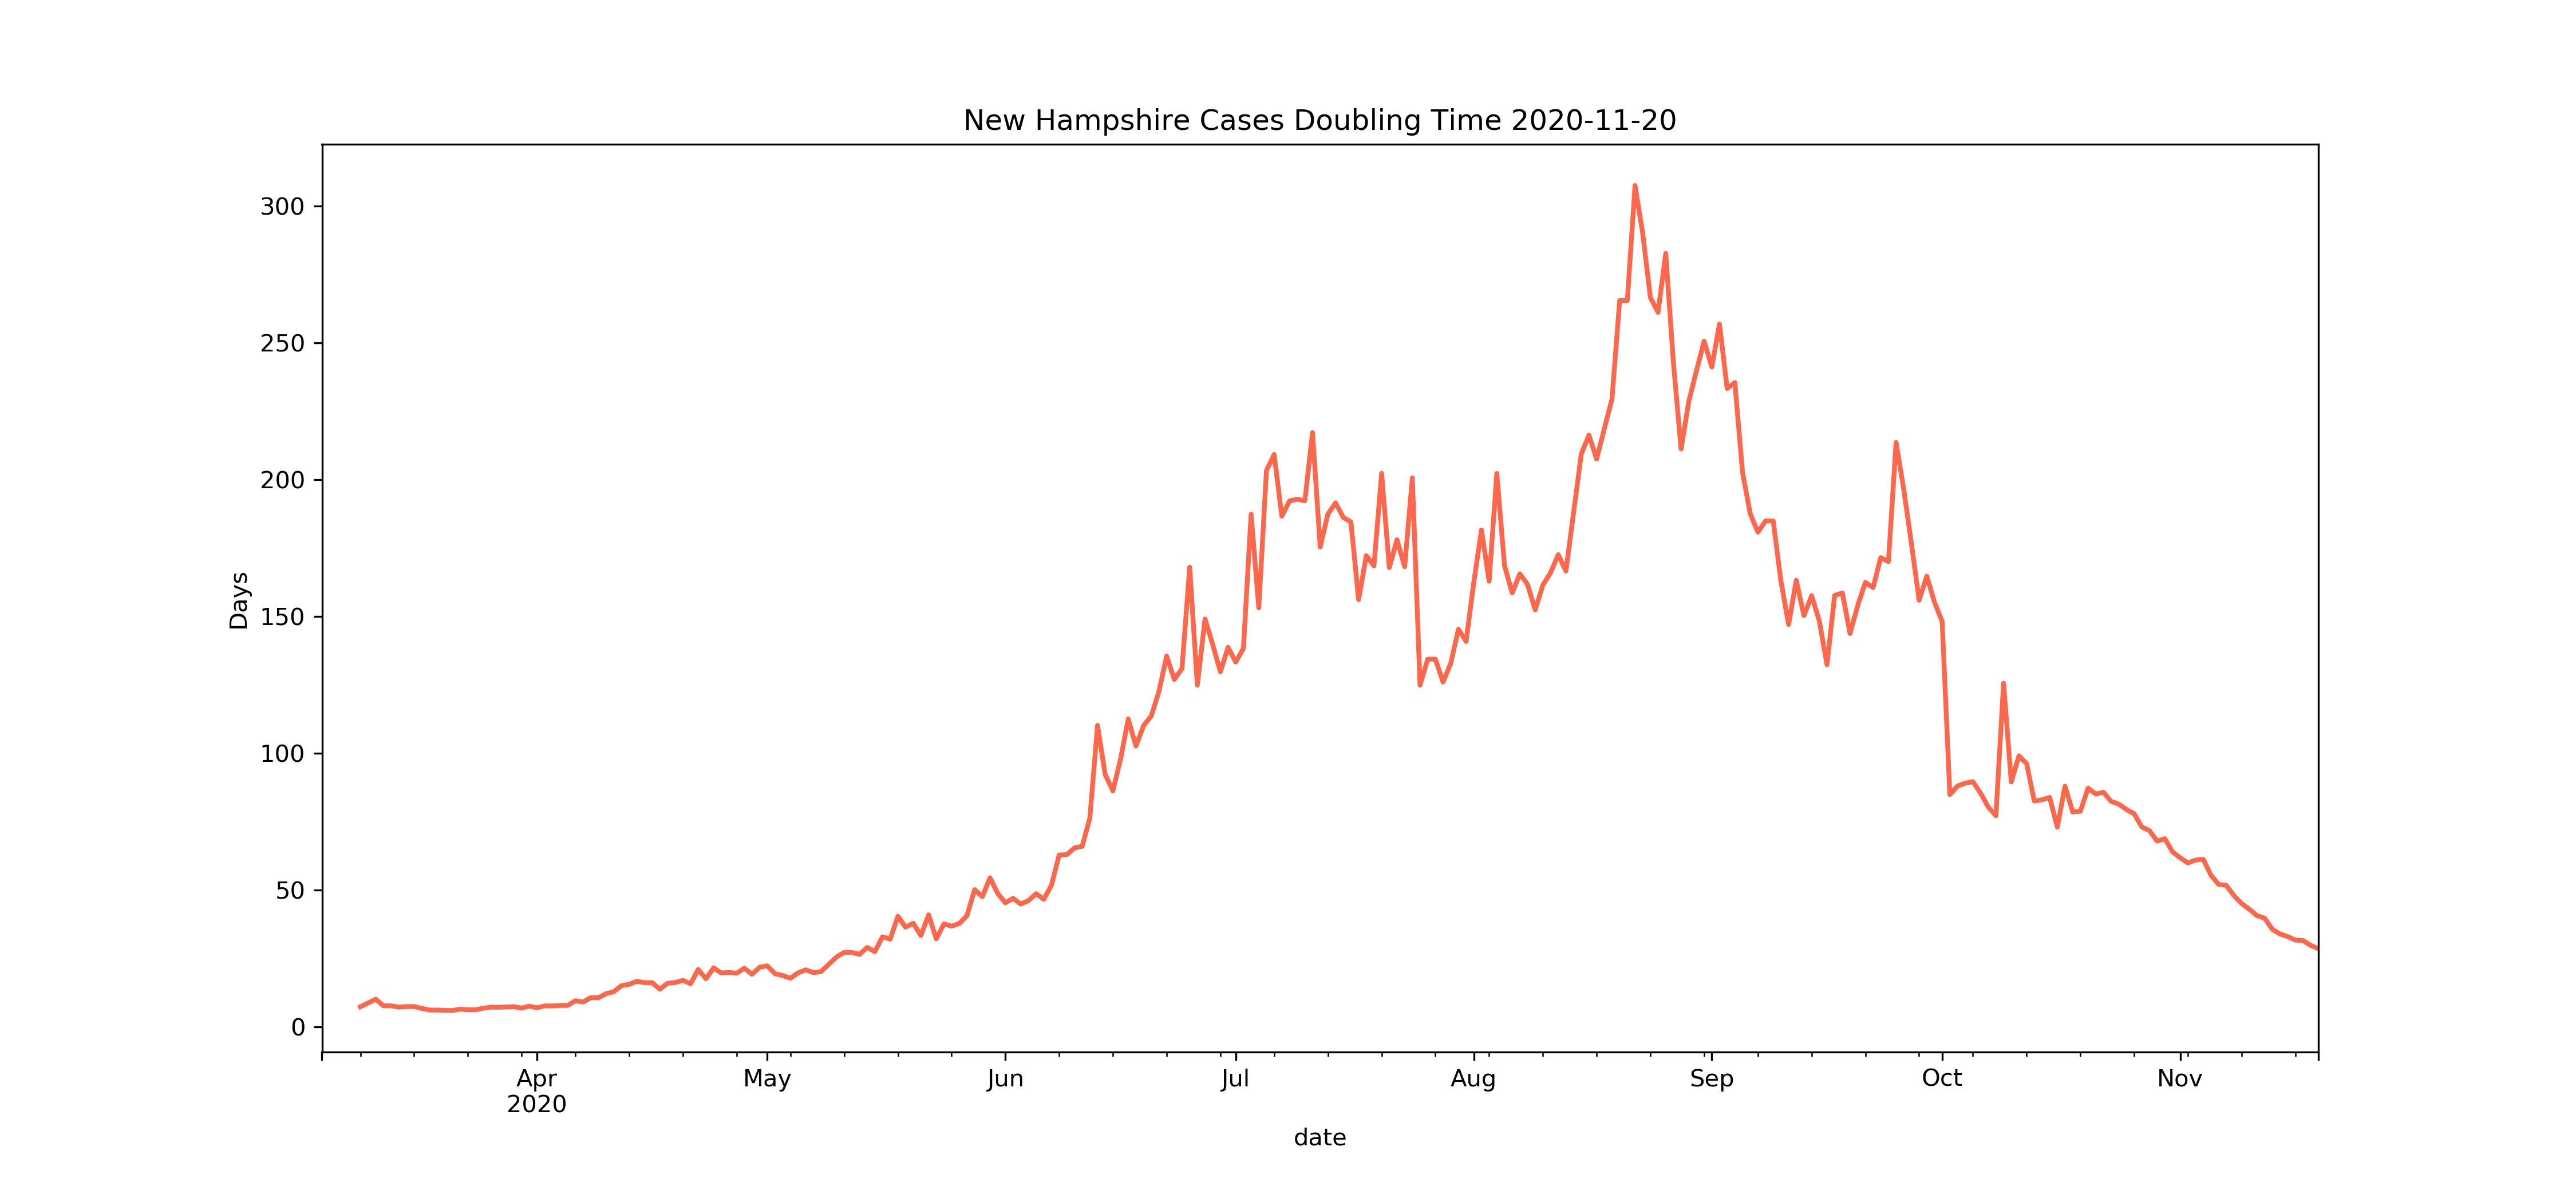 New Hampshire Cases Doubling Time 2020-11-20
300
250
200
150
100
50
0
Days
Apr May Jun Jul Aug Sep Oct Nov
2020
date